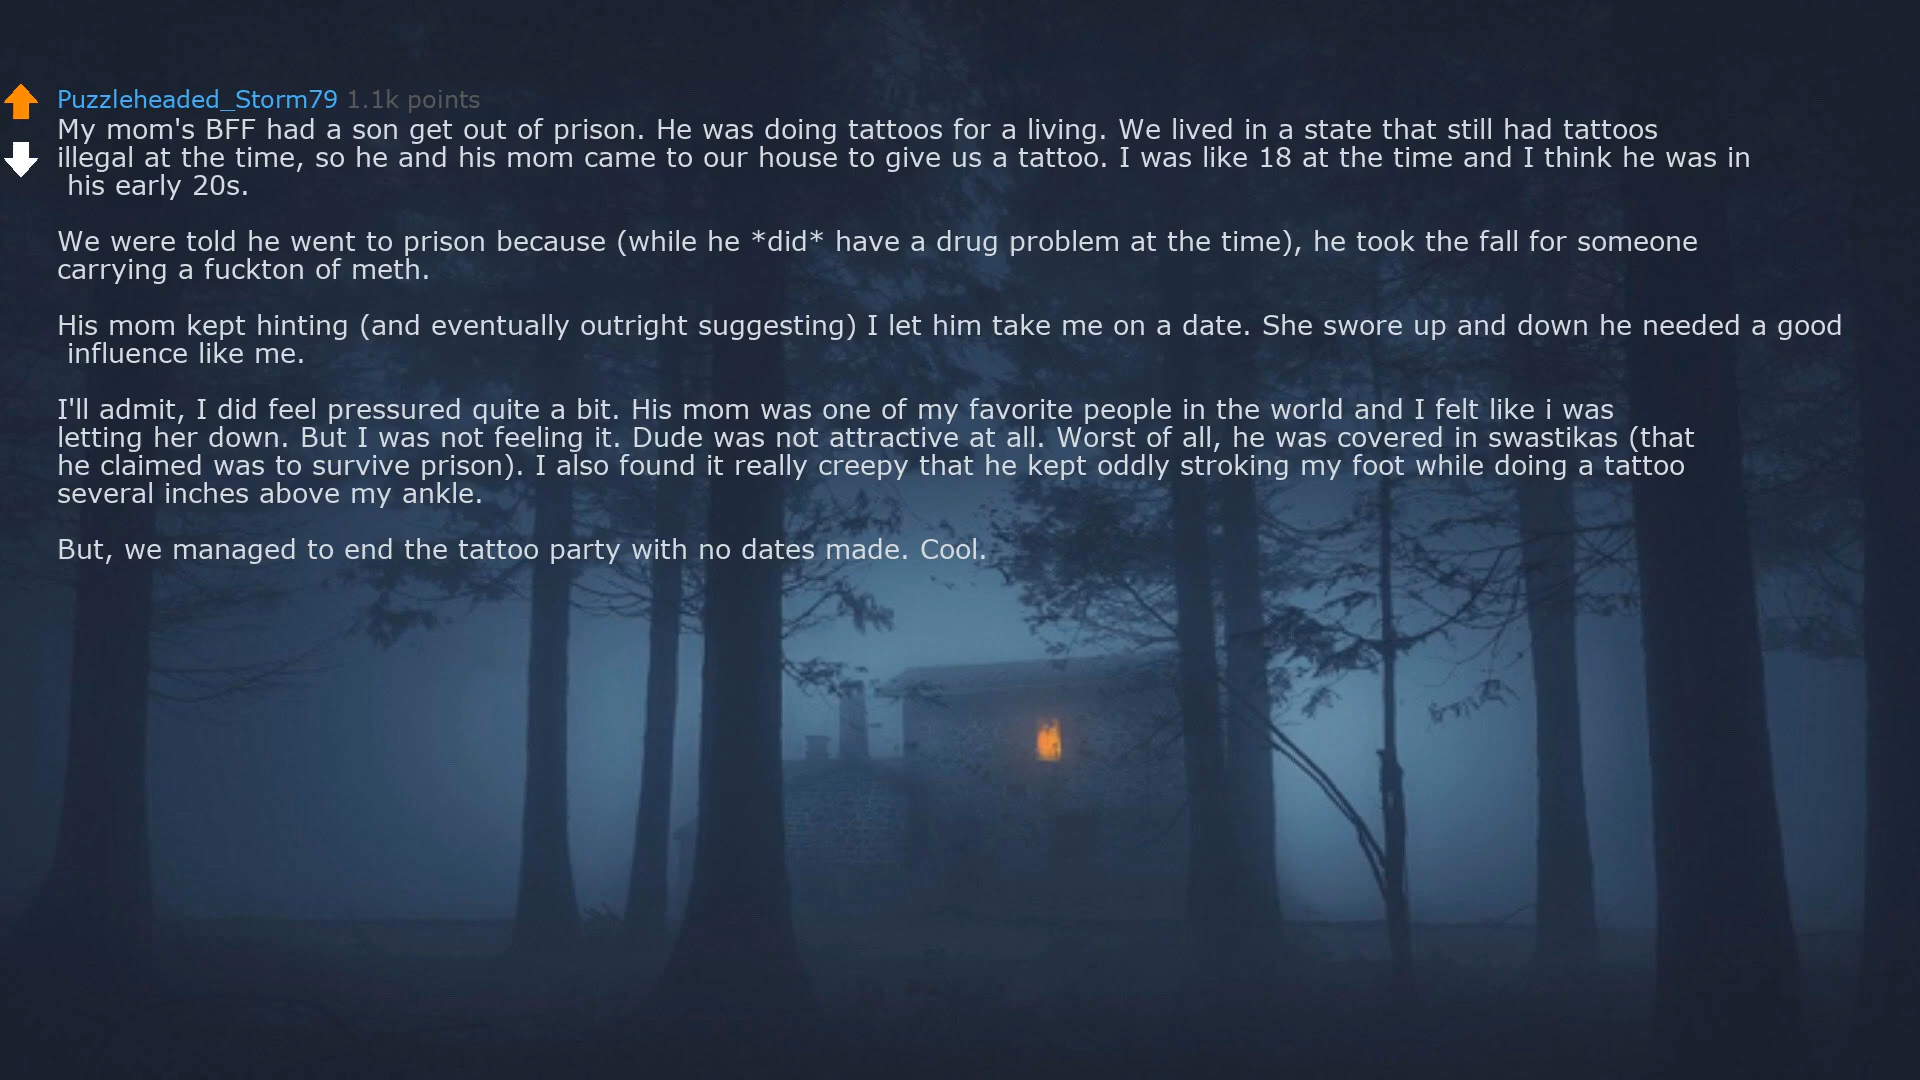 Puzzleheaded_Storm79 1.1k points
My mom's BFF had a son get out of prison. He was doing tattoos for a living. We lived in a state that still had tattoos
illegal at the time, so he and his mom came to our house to give us a tattoo. I was like 18 at the time and I think he was in
his early 20s.
We were told he went to prison because (while he *did* have a drug problem at the time), he took the fall for someone
carrying a fuckton of meth.
His mom kept hinting (and eventually outright suggesting) I let him take me on a date. She swore up and down he needed a good
influence like me.
I'll admit, I did feel pressured quite a bit. His mom was one of my favorite people in the world and I felt like i was
letting her down. But I was not feeling it. Dude was not attractive at all. Worst of all, he was covered in swastikas (that
he claimed was to survive prison). I also found it really creepy that he kept oddly stroking my foot while doing a tattoo
several inches above my ankle.
But, we managed to end the tattoo party with no dates made. Cool.